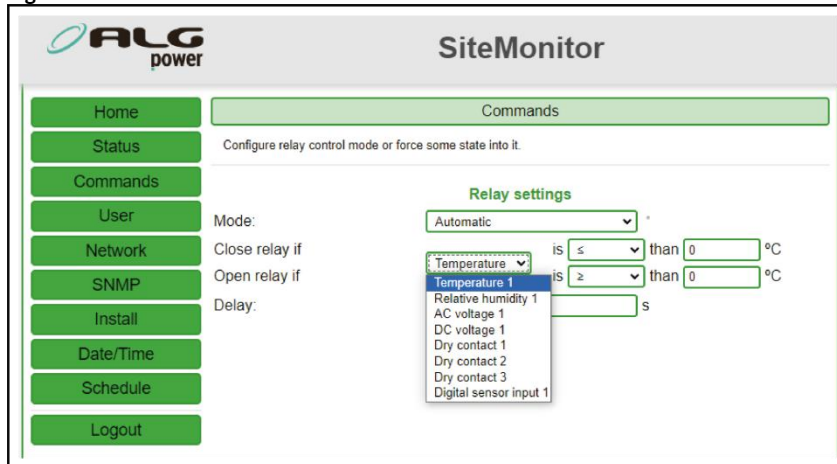 ALG
power
SiteMonitor
Home
Status
Commands
User
Network
SNMP
Install
Date/Time
Schedule
Logout
Commands
Configure relay control mode or force some state into it.
Relay settings
Mode: Automatic *
Close relay if Temperature is ≤ than 0 ºC
Open relay if is ≥ than 0 ºC
Delay: s
Temperature 1
Relative humidity 1
AC voltage 1
DC voltage 1
Dry contact 1
Dry contact 2
Dry contact 3
Digital sensor input 1